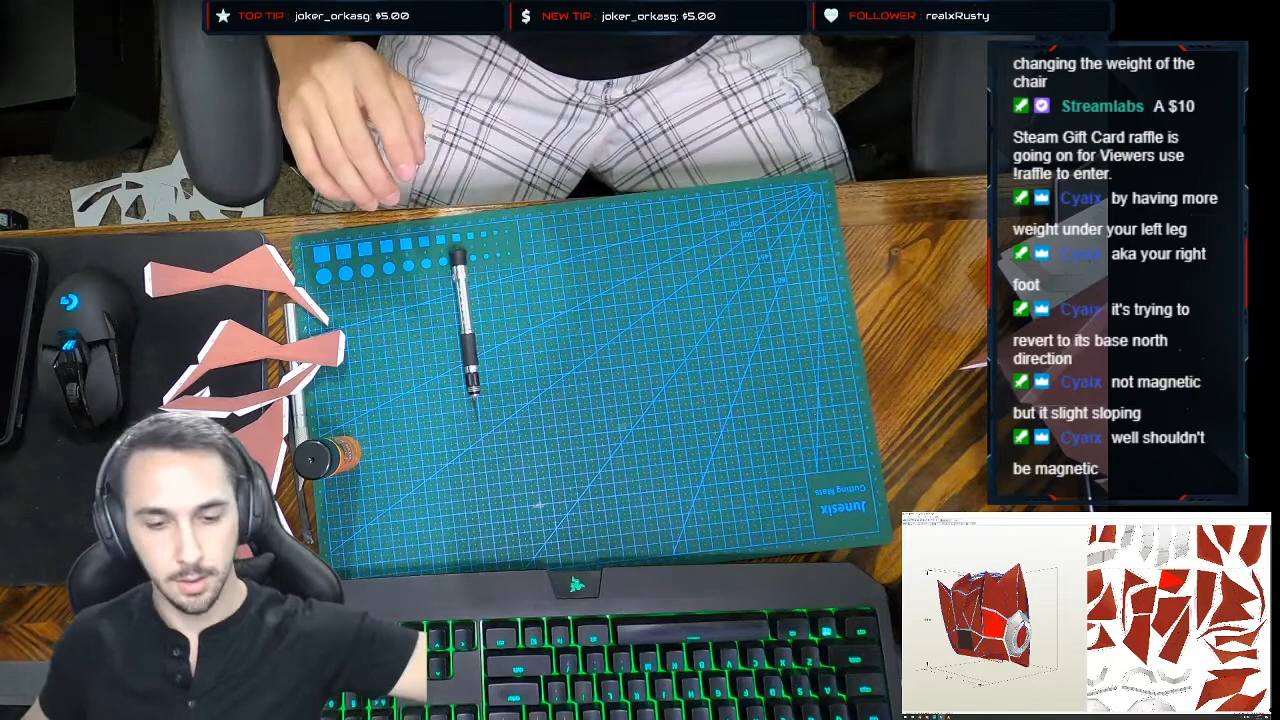 TOP TIP : joker_orkasg: $5.00
NEW TIP : joker_orkasg: $5.00
FOLLOWER : realxRusty
changing the weight of the
chair
Streamlabs A $10
Steam Gift Card raffle is
going on for Viewers use
!raffle to enter.
Cyaix by having more
weight under your left leg
Cyaix aka your right
foot
Cyaix it's trying to
revert to its base north
direction
Cyaix not magnetic
but it slight sloping
Cyaix well shouldn't
be magnetic
Junesix
Cutting Mats